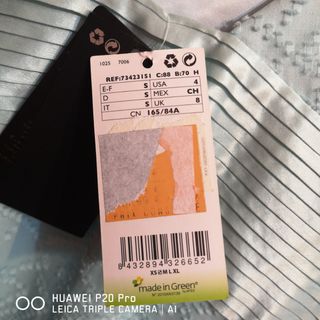 1025 7006
REF:73423151 C:88 B:70 H
E-F S USA 4
D S MEX CH
IT S UK 8
CN 165/84A
8 432894 326652
XS S M L XL
made in Green
HUAWEI P20 Pro
LEICA TRIPLE CAMERA | AI